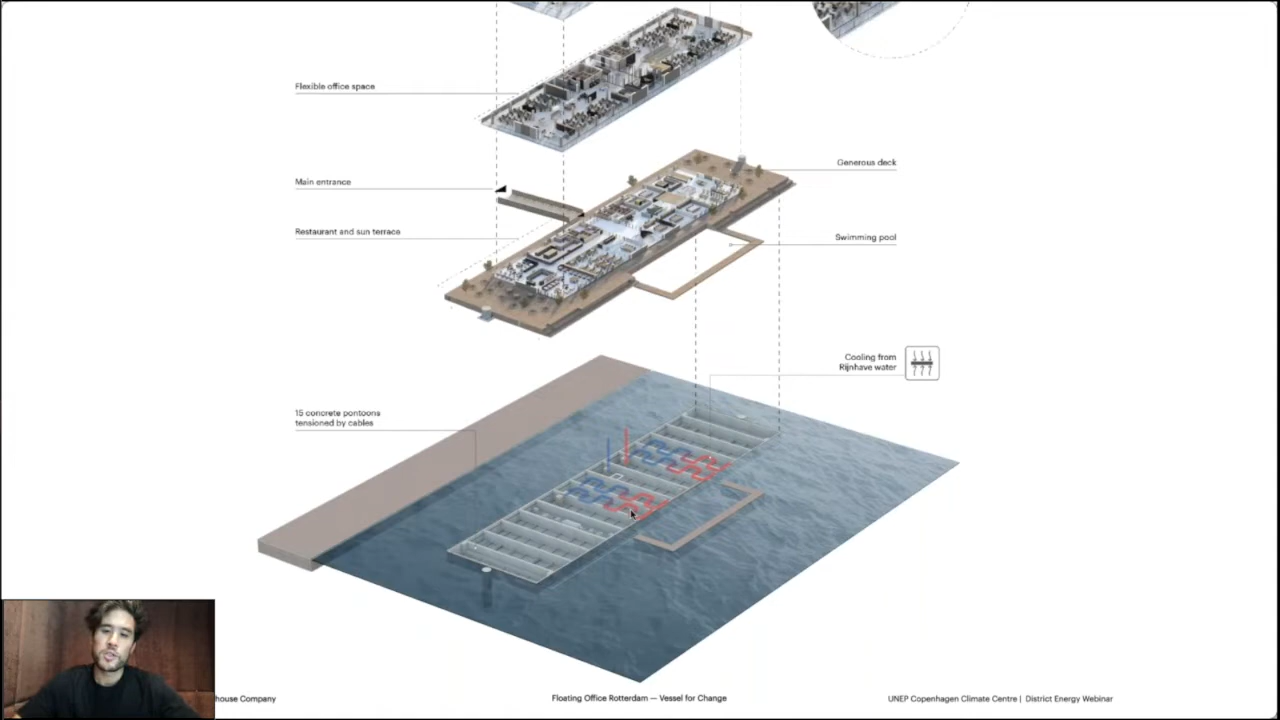 Flexible office space
Generous deck
Main entrance
Restaurant and sun terrace
Swimming pool
Cooling from
Rijnhave water
15 concrete pontoons
tensioned by cables
house Company
Floating Office Rotterdam — Vessel for Change
UNEP Copenhagen Climate Centre | District Energy Webinar